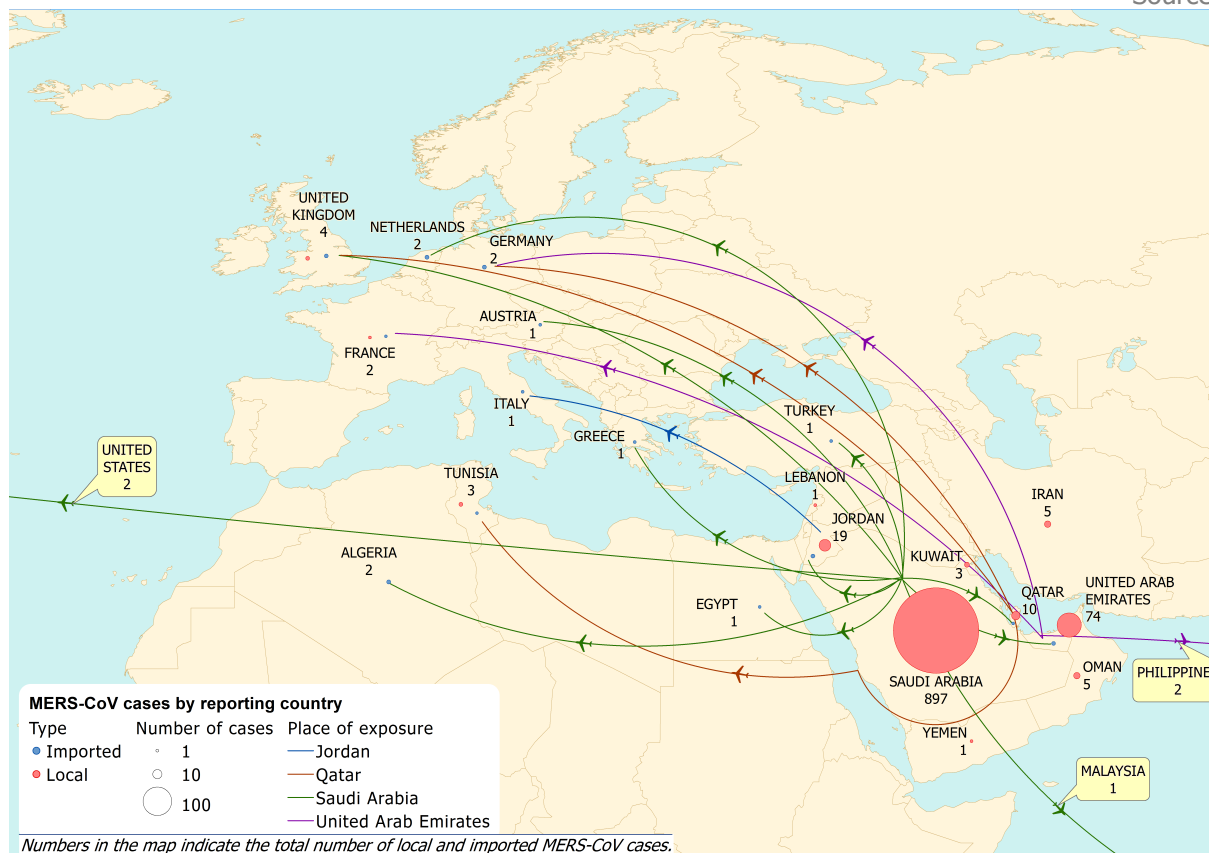 Source
UNITED
KINGDOM
4
NETHERLANDS
2
GERMANY
2
AUSTRIA
1
FRANCE
2
ITALY
1
GREECE
1
TURKEY
1
UNITED
STATES
2
TUNISIA
3
LEBANON
1
IRAN
5
JORDAN
19
ALGERIA
2
KUWAIT
3
EGYPT
1
QATAR
10
UNITED ARAB
EMIRATES
74
SAUDI ARABIA
897
OMAN
5
PHILIPPINE
2
YEMEN
1
MALAYSIA
1
MERS-CoV cases by reporting country
Type
Imported
Local
Number of cases
1
10
100
Place of exposure
Jordan
Qatar
Saudi Arabia
United Arab Emirates
Numbers in the map indicate the total number of local and imported MERS-CoV cases.